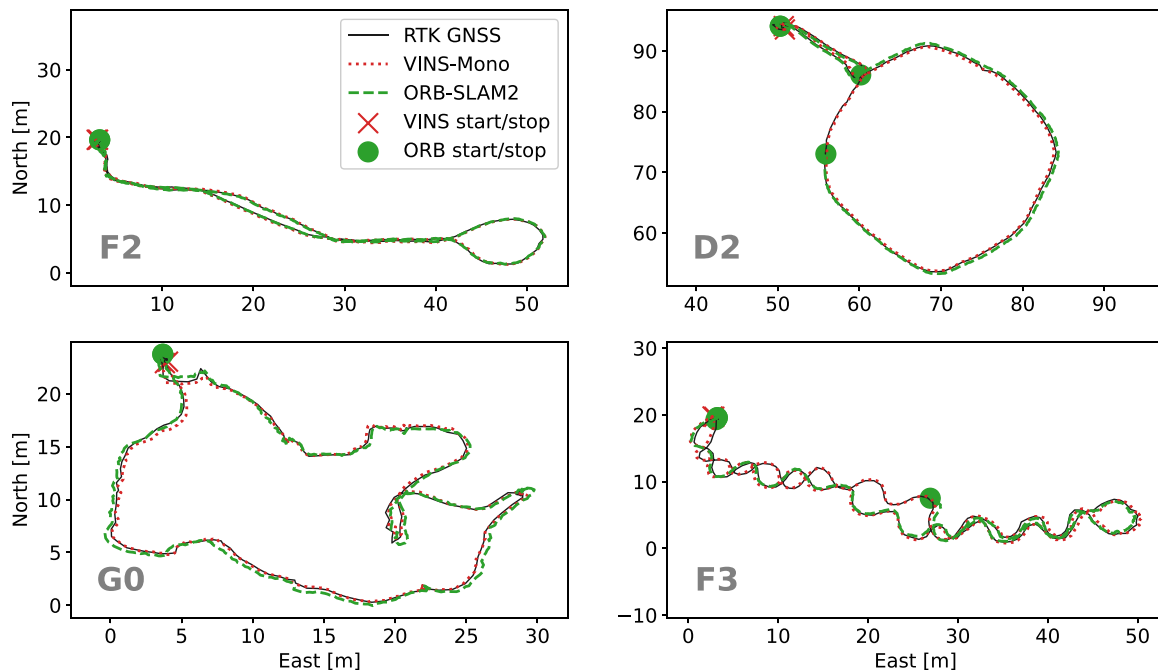 RTK GNSS
VINS-Mono
ORB-SLAM2
VINS start/stop
ORB start/stop
North [m]
30
20
10
0
F2
10 20 30 40 50
90
80
70
60
D2
40 50 60 70 80 90
North [m]
20
15
10
5
0
G0
0 5 10 15 20 25 30
East [m]
30
20
10
0
−10
F3
0 10 20 30 40 50
East [m]